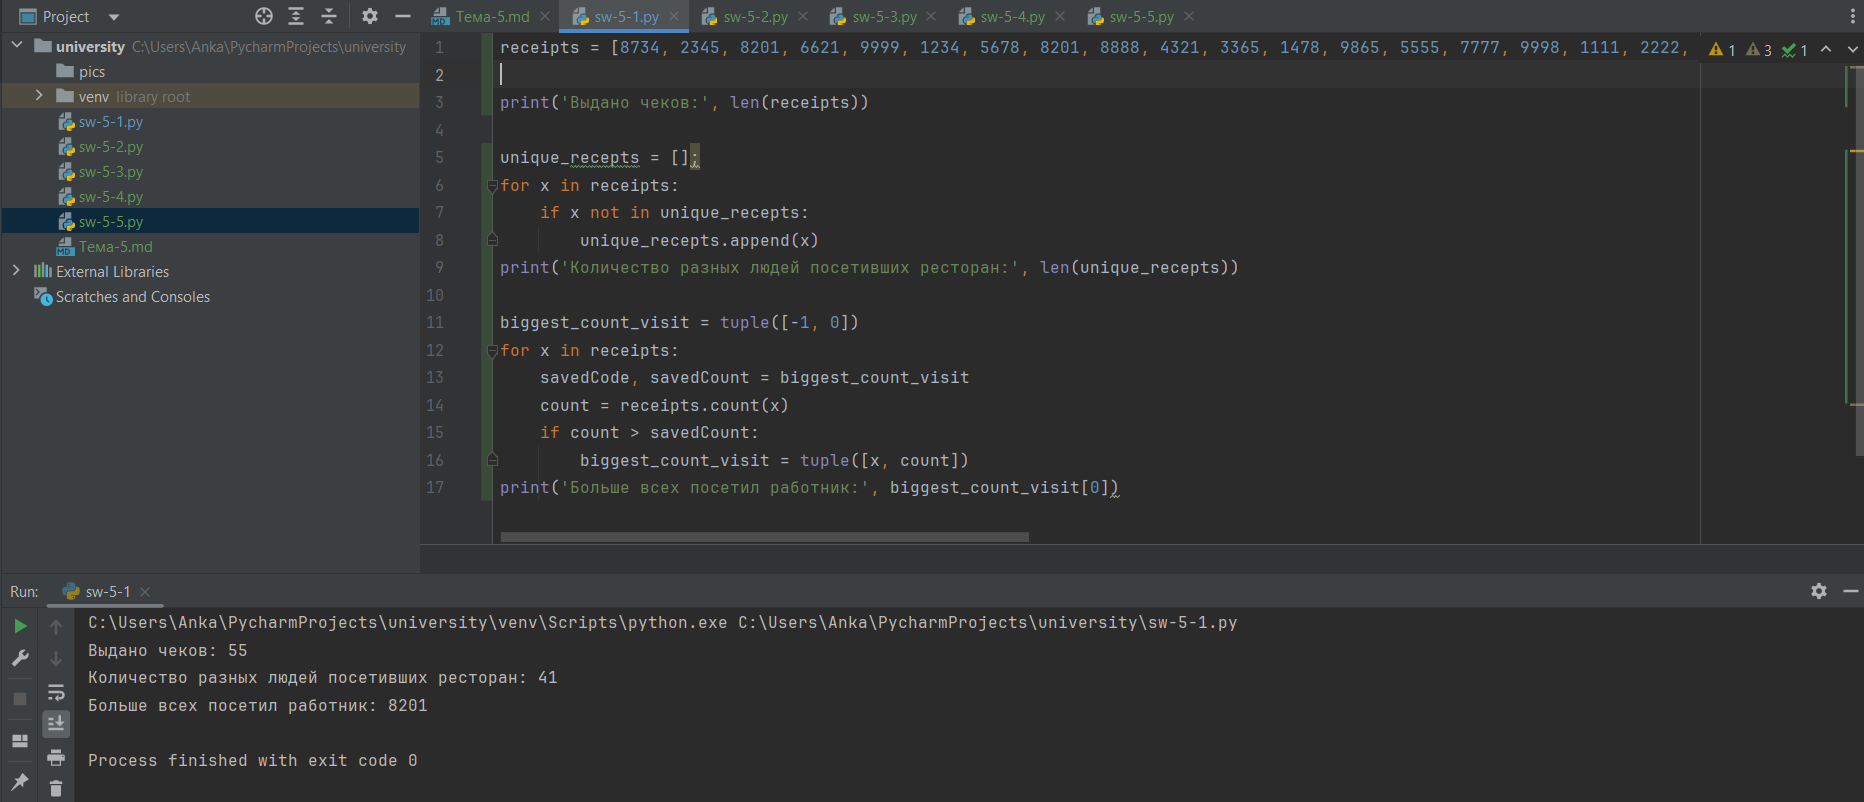 Project
Тема-5.md
sw-5-1.py
sw-5-2.py
sw-5-3.py
sw-5-4.py
sw-5-5.py
university C:\Users\Anka\PycharmProjects\university
pics
venv library root
sw-5-1.py
sw-5-2.py
sw-5-3.py
sw-5-4.py
sw-5-5.py
Тема-5.md
External Libraries
Scratches and Consoles
1 receipts = [8734, 2345, 8201, 6621, 9999, 1234, 5678, 8201, 8888, 4321, 3365, 1478, 9865, 5555, 7777, 9998, 1111, 2222,
1 3 1
2
3 print('Выдано чеков:', len(receipts))
4
5 unique_recepts = [];
6 for x in receipts:
7 if x not in unique_recepts:
8 unique_recepts.append(x)
9 print('Количество разных людей посетивших ресторан:', len(unique_recepts))
10
11 biggest_count_visit = tuple([-1, 0])
12 for x in receipts:
13 savedCode, savedCount = biggest_count_visit
14 count = receipts.count(x)
15 if count > savedCount:
16 biggest_count_visit = tuple([x, count])
17 print('Больше всех посетил работник:', biggest_count_visit[0])
Run: sw-5-1
C:\Users\Anka\PycharmProjects\university\venv\Scripts\python.exe C:\Users\Anka\PycharmProjects\university\sw-5-1.py
Выдано чеков: 55
Количество разных людей посетивших ресторан: 41
Больше всех посетил работник: 8201
Process finished with exit code 0